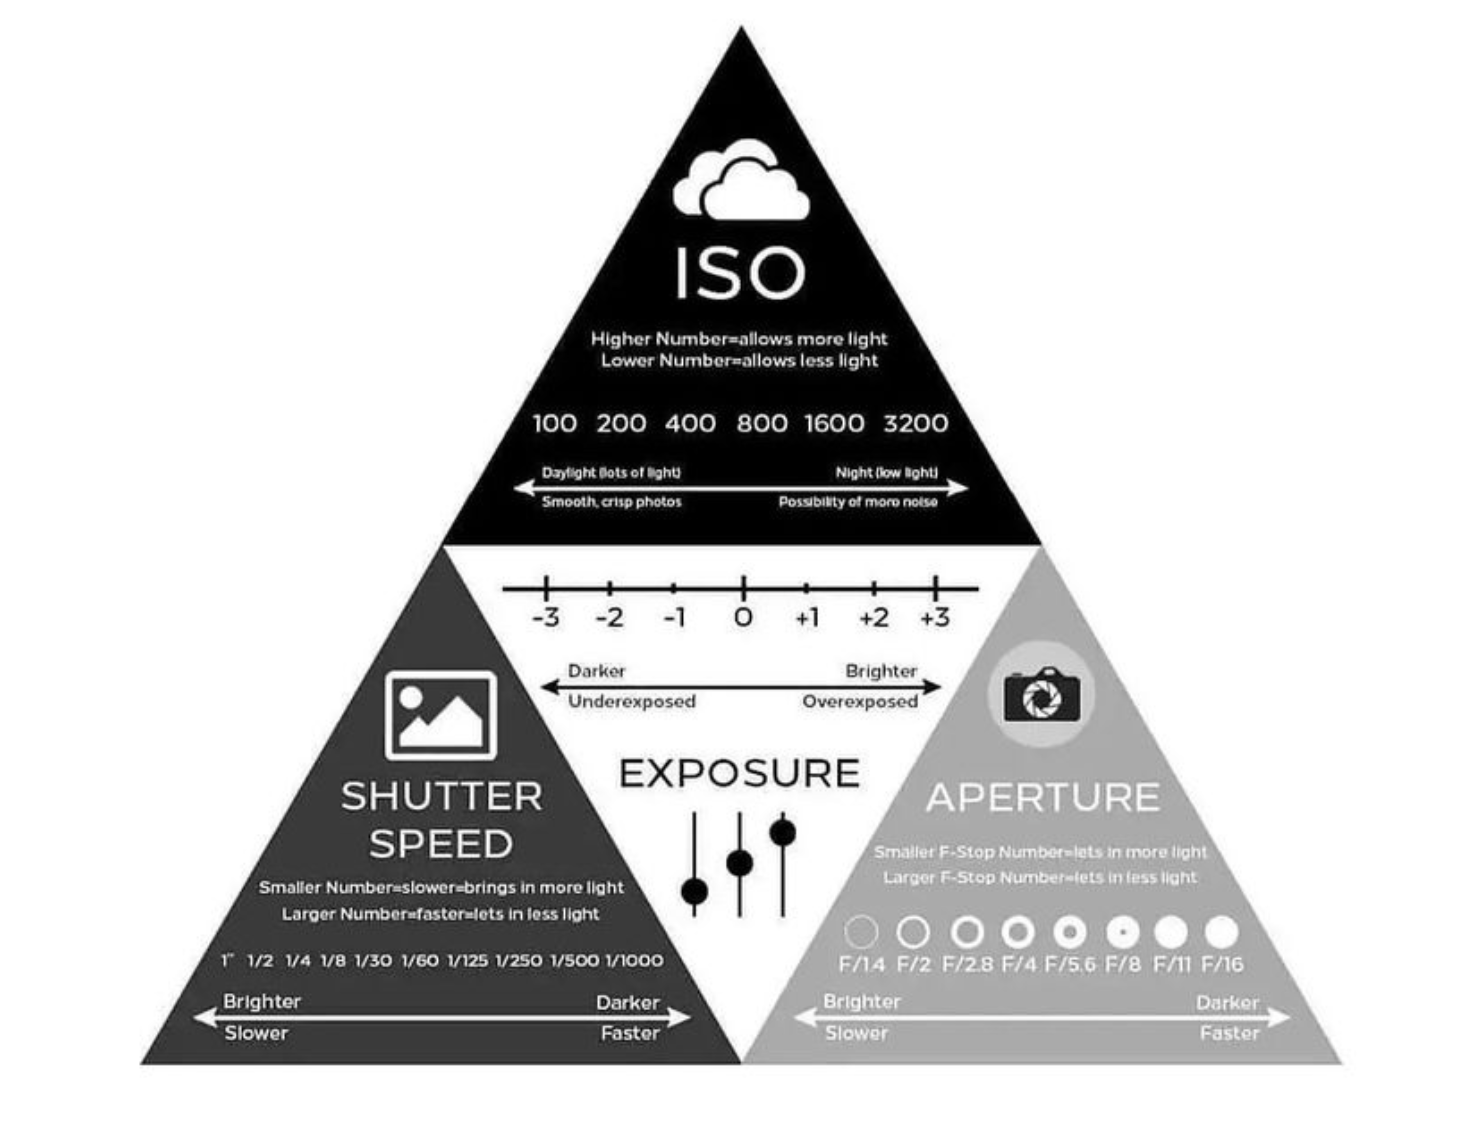 ISO
Higher Number=allows more light
Lower Number=allows less light
100 200 400 800 1600 3200
Daylight (lots of light) Night (low light)
Smooth, crisp photos Possibility of more noise
-3 -2 -1 0 +1 +2 +3
Darker Brighter
Underexposed Overexposed
EXPOSURE
SHUTTER
SPEED
Smaller Number=slower=brings in more light
Larger Number=faster=lets in less light
1" 1/2 1/4 1/8 1/30 1/60 1/125 1/250 1/500 1/1000
Brighter Darker
Slower Faster
APERTURE
Smaller F-Stop Number=lets in more light
Larger F-Stop Number=lets in less light
F/1.4 F/2 F/2.8 F/4 F/5.6 F/8 F/11 F/16
Brighter Darker
Slower Faster